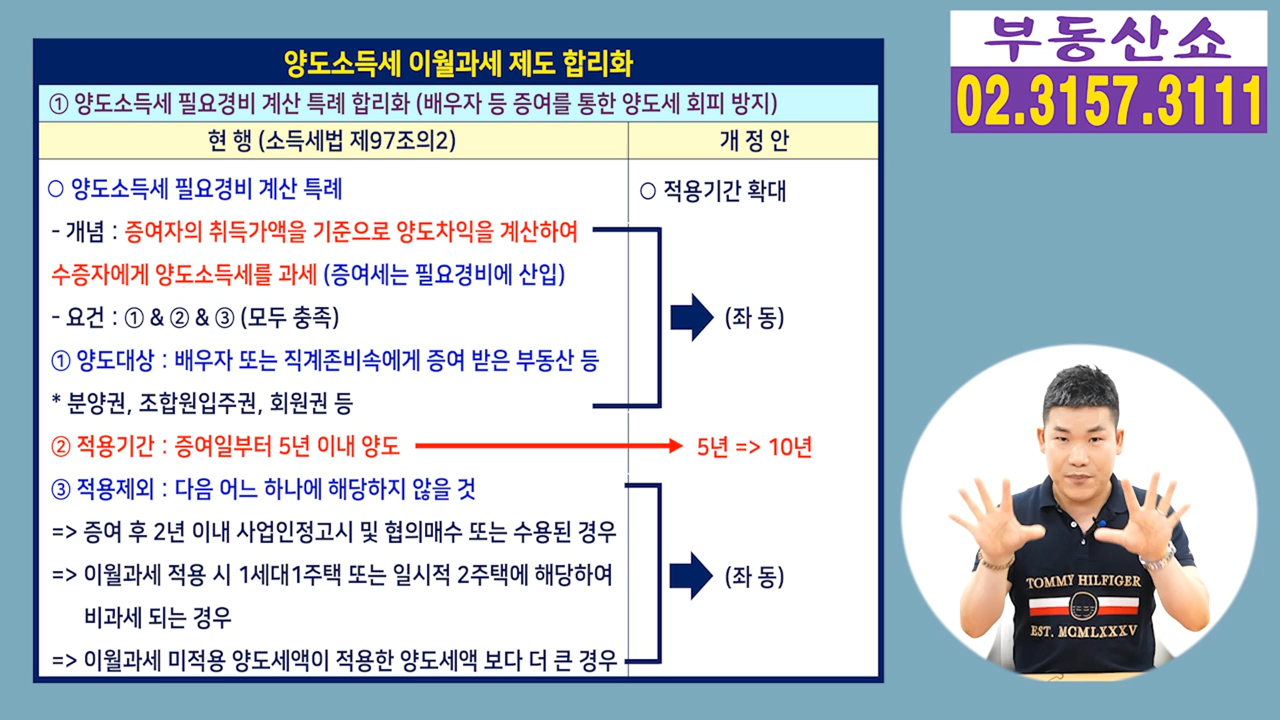 부동산쇼
02.3157.3111
양도소득세 이월과세 제도 합리화
① 양도소득세 필요경비 계산 특례 합리화 (배우자 등 증여를 통한 양도세 회피 방지)
현 행 (소득세법 제97조의2)
개 정 안
○ 양도소득세 필요경비 계산 특례
○ 적용기간 확대
- 개념 : 증여자의 취득가액을 기준으로 양도차익을 계산하여
수증자에게 양도소득세를 과세 (증여세는 필요경비에 산입)
- 요건 : ① & ② & ③ (모두 충족)
(좌 동)
① 양도대상 : 배우자 또는 직계존비속에게 증여 받은 부동산 등
* 분양권, 조합원입주권, 회원권 등
② 적용기간 : 증여일부터 5년 이내 양도
5년 => 10년
③ 적용제외 : 다음 어느 하나에 해당하지 않을 것
=> 증여 후 2년 이내 사업인정고시 및 협의매수 또는 수용된 경우
=> 이월과세 적용 시 1세대1주택 또는 일시적 2주택에 해당하여
(좌 동)
비과세 되는 경우
=> 이월과세 미적용 양도세액이 적용한 양도세액 보다 더 큰 경우
TOMMY HILFIGER
EST. MCMLXXXV